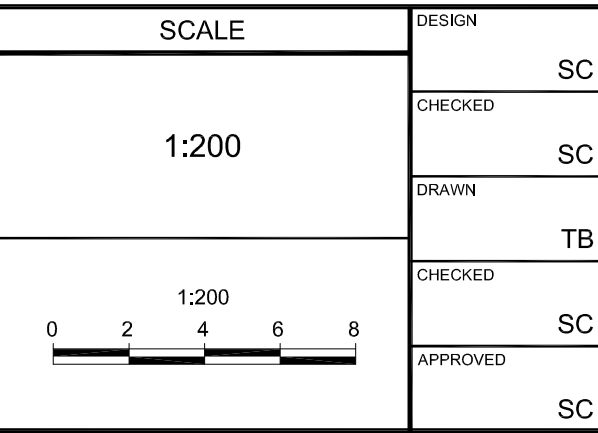 SCALE
1:200
1:200
0 2 4 6 8
DESIGN
SC
CHECKED
SC
DRAWN
TB
CHECKED
SC
APPROVED
SC